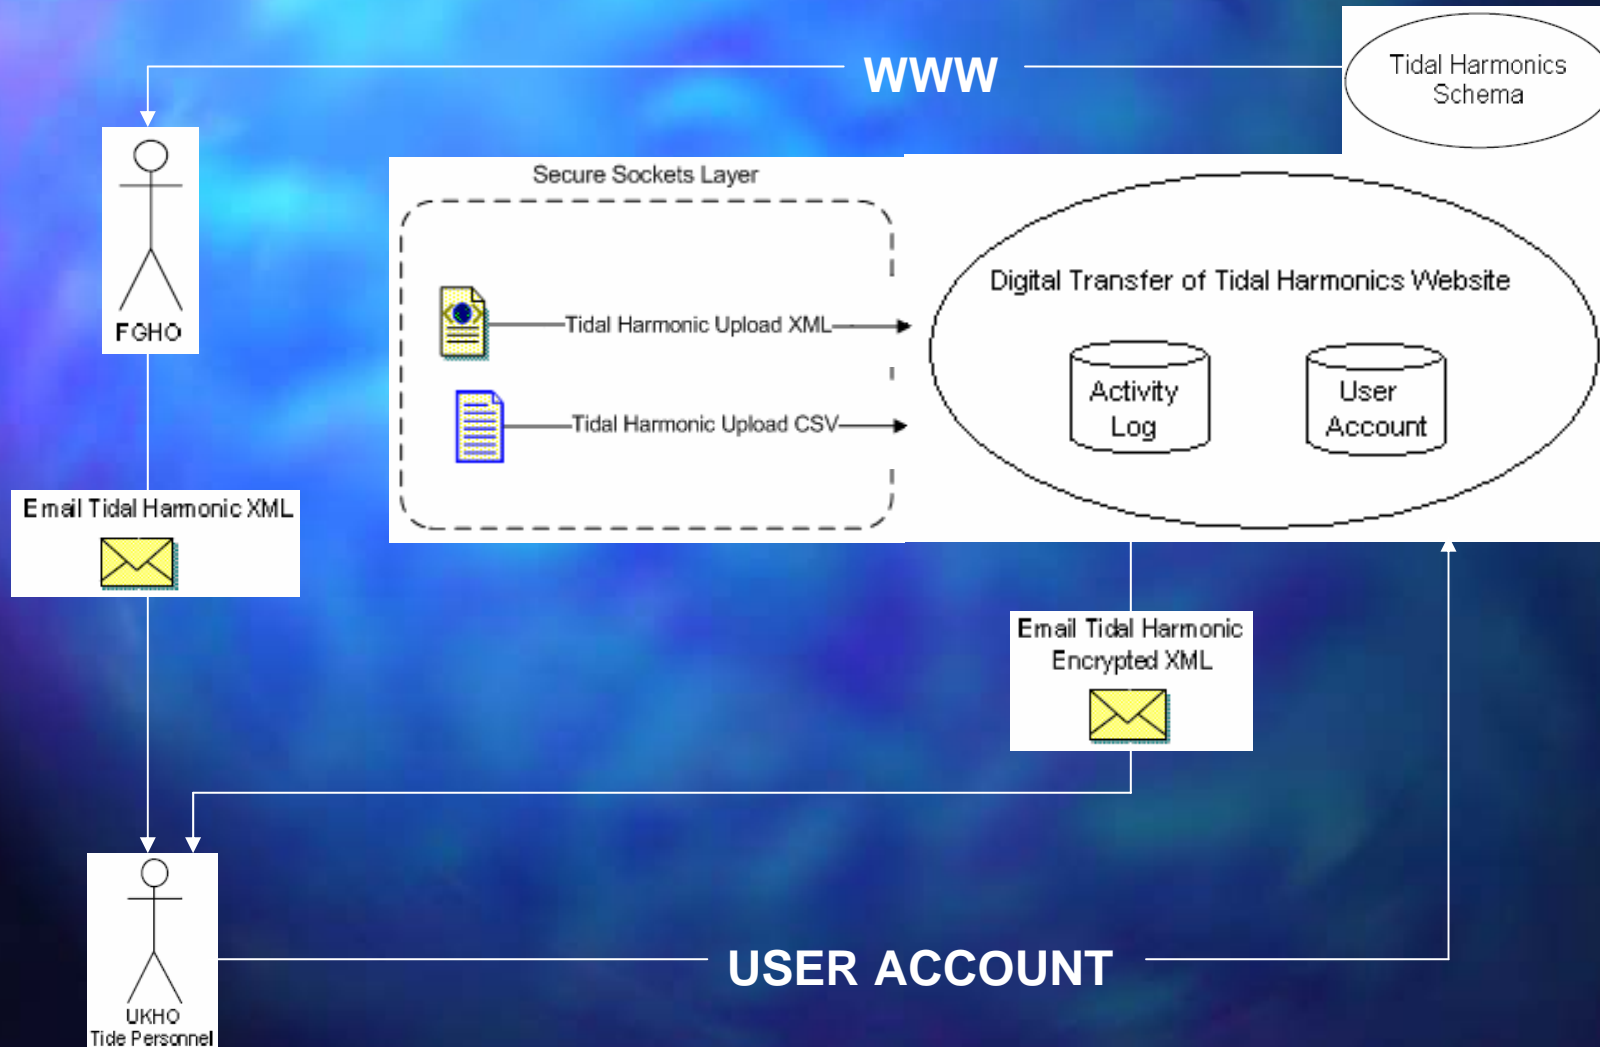 WWW
Tidal Harmonics
Schema
Secure Sockets Layer
FGHO
Digital Transfer of Tidal Harmonics Website
Tidal Harmonic Upload XML
Tidal Harmonic Upload CSV
Activity
Log
User
Account
Email Tidal Harmonic XML
Email Tidal Harmonic
Encrypted XML
USER ACCOUNT
UKHO
Tide Personnel